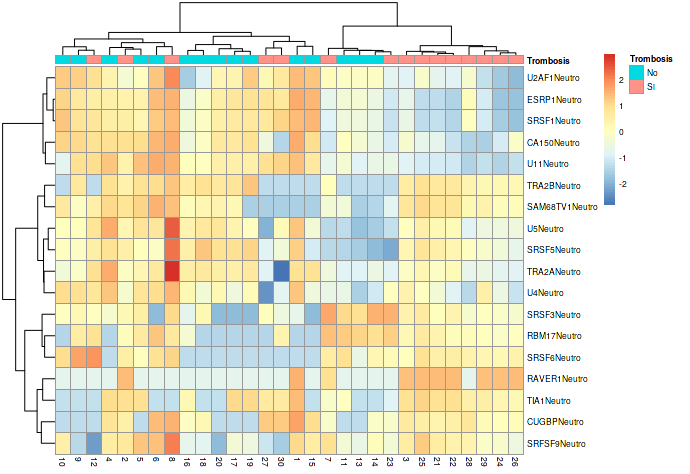 Trombosis
U2AF1Neutro
ESRP1Neutro
SRSF1Neutro
CA150Neutro
U11Neutro
TRA2BNeutro
SAM68TV1Neutro
U5Neutro
SRSF5Neutro
TRA2ANeutro
U4Neutro
SRSF3Neutro
RBM17Neutro
SRSF6Neutro
RAVER1Neutro
TIA1Neutro
CUGBPNeutro
SRFSF9Neutro
10 9 12 4 2 5 6 8 16 18 20 17 19 27 30 1 15 7 11 13 14 23 3 25 21 22 28 29 24 26
2
1
0
-1
-2
Trombosis
No
SI